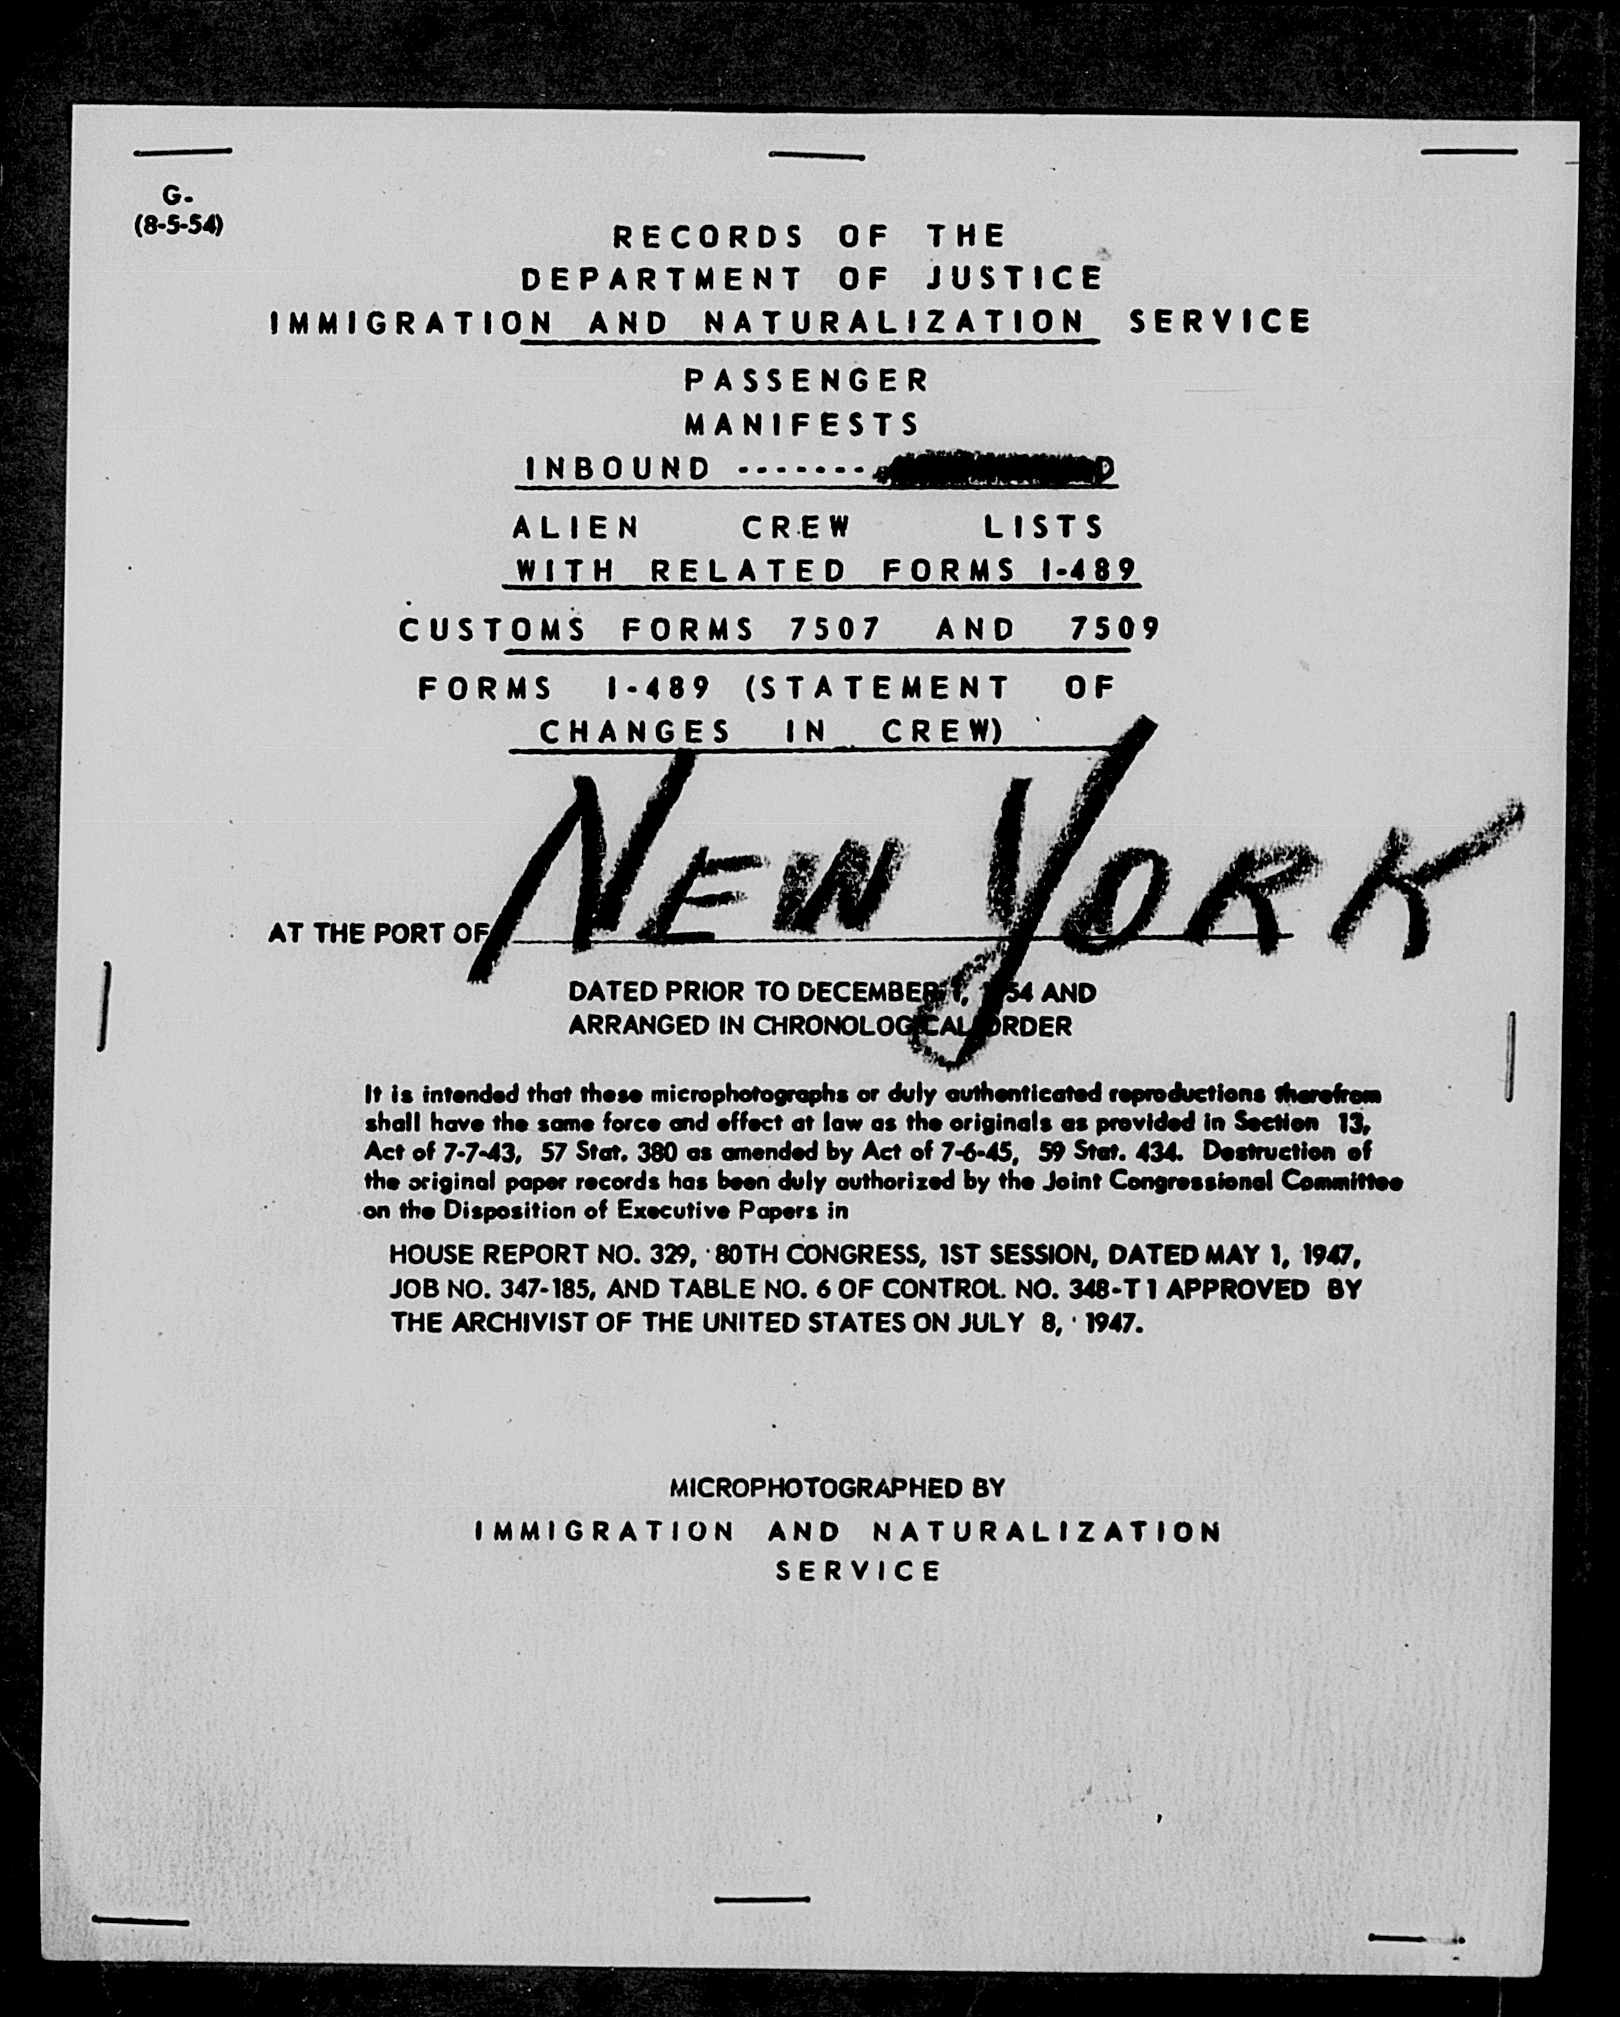 G.
(8-5-54)
RECORDS OF THE
DEPARTMENT OF JUSTICE
IMMIGRATION AND NATURALIZATION SERVICE
PASSENGER
MANIFESTS
INBOUND -------
ALIEN CREW LISTS
WITH RELATED FORMS I-489
CUSTOMS FORMS 7507 AND 7509
FORMS I-489 (STATEMENT OF
CHANGES IN CREW)
AT THE PORT OF NEW YORK
DATED PRIOR TO DECEMBER 1, 1954 AND
ARRANGED IN CHRONOLOGICAL ORDER
It is intended that these microphotographs or duly authenticated reproductions therefrom
shall have the same force and effect at law as the originals as provided in Section 13,
Act of 7-7-43, 57 Stat. 380 as amended by Act of 7-6-45, 59 Stat. 434. Destruction of
the original paper records has been duly authorized by the Joint Congressional Committee
on the Disposition of Executive Papers in
HOUSE REPORT NO. 329, 80TH CONGRESS, 1ST SESSION, DATED MAY 1, 1947,
JOB NO. 347-185, AND TABLE NO. 6 OF CONTROL NO. 348-T1 APPROVED BY
THE ARCHIVIST OF THE UNITED STATES ON JULY 8, 1947.
MICROPHOTOGRAPHED BY
IMMIGRATION AND NATURALIZATION
SERVICE